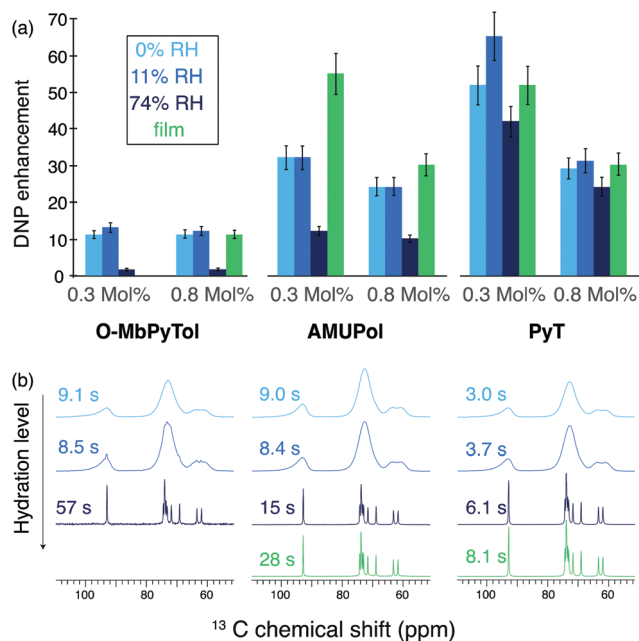 (a)
DNP enhancement
70
60
50
40
30
20
10
0
0% RH
11% RH
74% RH
film
0.3 Mol% 0.8 Mol% 0.3 Mol% 0.8 Mol% 0.3 Mol% 0.8 Mol%
O-MbPyTol AMUPol PyT
(b)
Hydration level
9.1 s 9.0 s 3.0 s
8.5 s 8.4 s 3.7 s
57 s 15 s 6.1 s
28 s 8.1 s
100 80 60 100 80 60 100 80 60
13 C chemical shift (ppm)